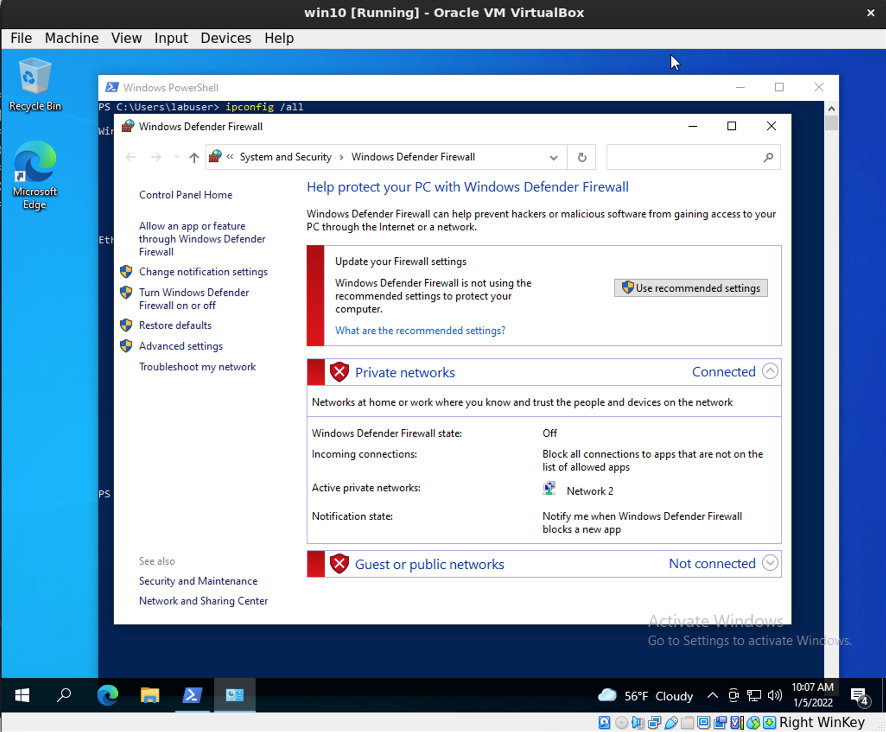 win10 [Running] - Oracle VM VirtualBox
File Machine View Input Devices Help
Recycle Bin
Microsoft
Edge
Windows PowerShell
PS C:\Users\labuser> ipconfig /all
Windows Defender Firewall
« System and Security › Windows Defender Firewall
Control Panel Home
Allow an app or feature
through Windows Defender
Firewall
Change notification settings
Turn Windows Defender
Firewall on or off
Restore defaults
Advanced settings
Troubleshoot my network
See also
Security and Maintenance
Network and Sharing Center
Help protect your PC with Windows Defender Firewall
Windows Defender Firewall can help prevent hackers or malicious software from gaining access to your
PC through the Internet or a network.
Update your Firewall settings
Windows Defender Firewall is not using the
recommended settings to protect your
computer.
What are the recommended settings?
Use recommended settings
Private networks Connected
Networks at home or work where you know and trust the people and devices on the network
Windows Defender Firewall state: Off
Incoming connections: Block all connections to apps that are not on the
list of allowed apps
Active private networks: Network 2
Notification state: Notify me when Windows Defender Firewall
blocks a new app
Guest or public networks Not connected
PS
Activate Windows
Go to Settings to activate Windows.
56°F Cloudy
10:07 AM
1/5/2022
4
Right WinKey